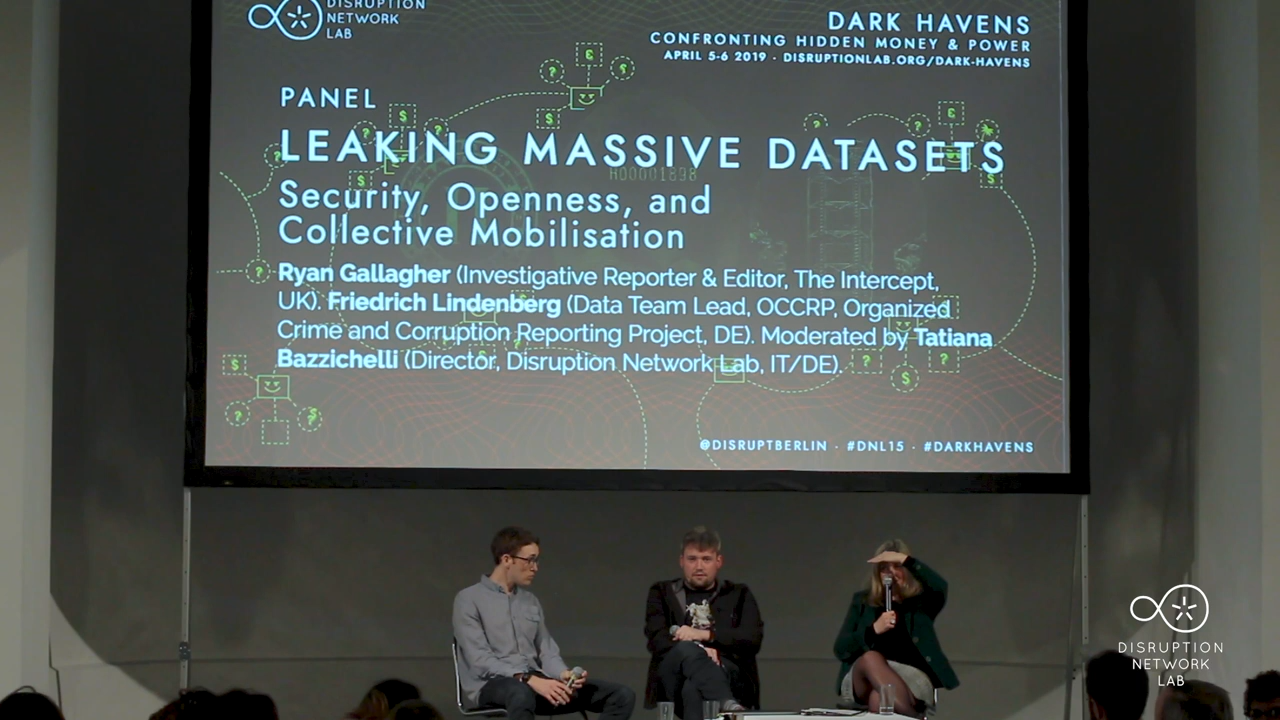 DISRUPTION
NETWORK
LAB
DARK HAVENS
CONFRONTING HIDDEN MONEY & POWER
APRIL 5-6 2019 · DISRUPTIONLAB.ORG/DARK-HAVENS
PANEL
LEAKING MASSIVE DATASETS
H00001898
Security, Openness, and
Collective Mobilisation
Ryan Gallagher (Investigative Reporter & Editor, The Intercept,
UK). Friedrich Lindenberg (Data Team Lead, OCCRP, Organized
Crime and Corruption Reporting Project, DE). Moderated by Tatiana
Bazzichelli (Director, Disruption Network Lab, IT/DE).
@DISRUPTBERLIN · #DNL15 · #DARKHAVENS
DISRUPTION
NETWORK
LAB